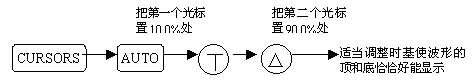 把第一个光标
置10.0%处
把第二个光标
置90.0%处
CURSORS
AUTO
适当调整时基使波形的
顶和底恰恰好能显示